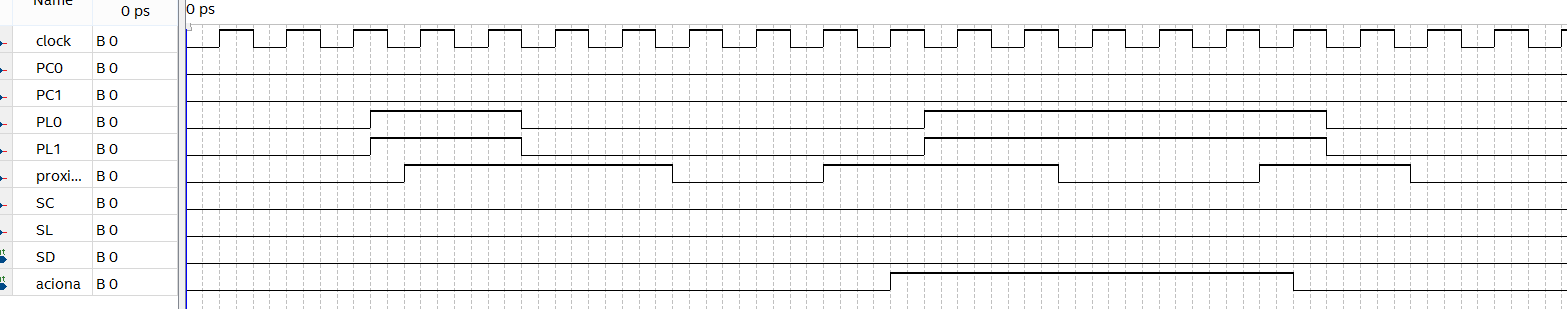 Name 0 ps 0 ps
clock B 0
PC0 B 0
PC1 B 0
PL0 B 0
PL1 B 0
proxi... B 0
SC B 0
SL B 0
SD B 0
aciona B 0